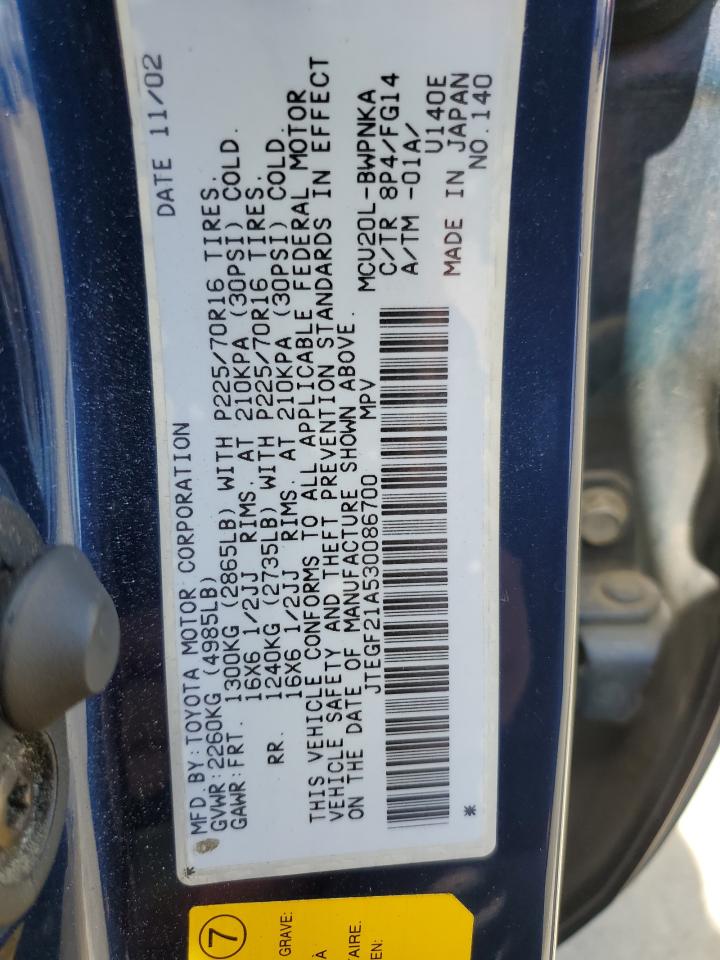 MFD. BY: TOYOTA MOTOR CORPORATION DATE 11/02
GVWR: 2260KG (4985LB)
GAWR: FRT. 1300KG (2865LB) WITH P225/70R16 TIRES.
16X6 1/2JJ RIMS. AT 210KPA (30PSI) COLD.
RR. 1240KG (2735LB) WITH P225/70R16 TIRES.
16X6 1/2JJ RIMS. AT 210KPA (30PSI) COLD.
THIS VEHICLE CONFORMS TO ALL APPLICABLE FEDERAL MOTOR
VEHICLE SAFETY AND THEFT PREVENTION STANDARDS IN EFFECT
ON THE DATE OF MANUFACTURE SHOWN ABOVE.
JTEGF21A530086700 MPV
MCU20L-BWPNKA
C/TR 8P4/FG14
A/TM -01A/
U140E
MADE IN JAPAN
NO.140
7
GRAVE:
À
TAIRE.
EN: